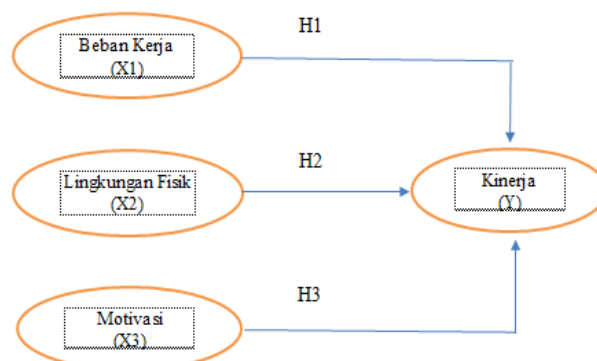 H1
Beban Kerja
(X1)
H2
Lingkungan Fisik
(X2)
Kinerja
(Y)
H3
Motivasi
(X3)